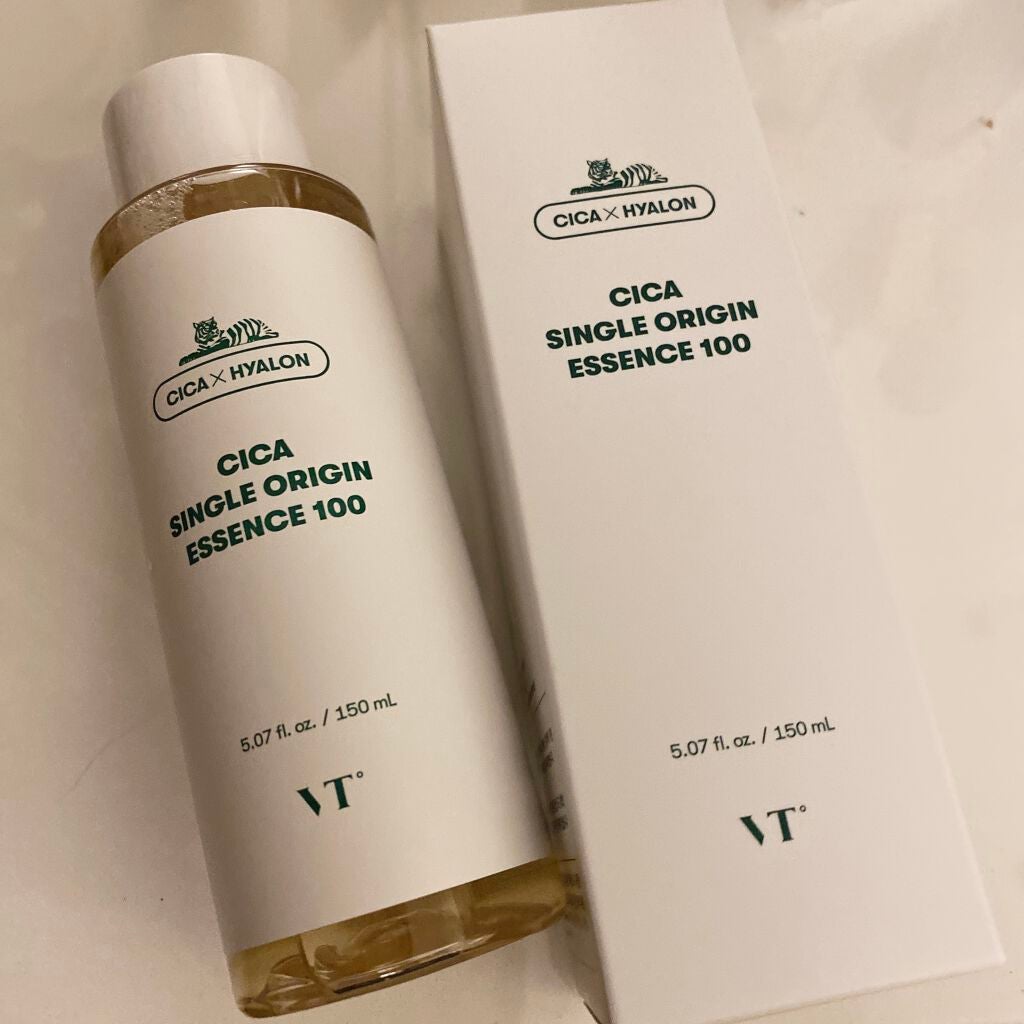 CICA×HYALON
CICA
SINGLE ORIGIN
ESSENCE 100
5.07 fl. oz. / 150 mL
VT°
CICA×HYALON
CICA
SINGLE ORIGIN
ESSENCE 100
5.07 fl. oz. / 150 mL
VT°